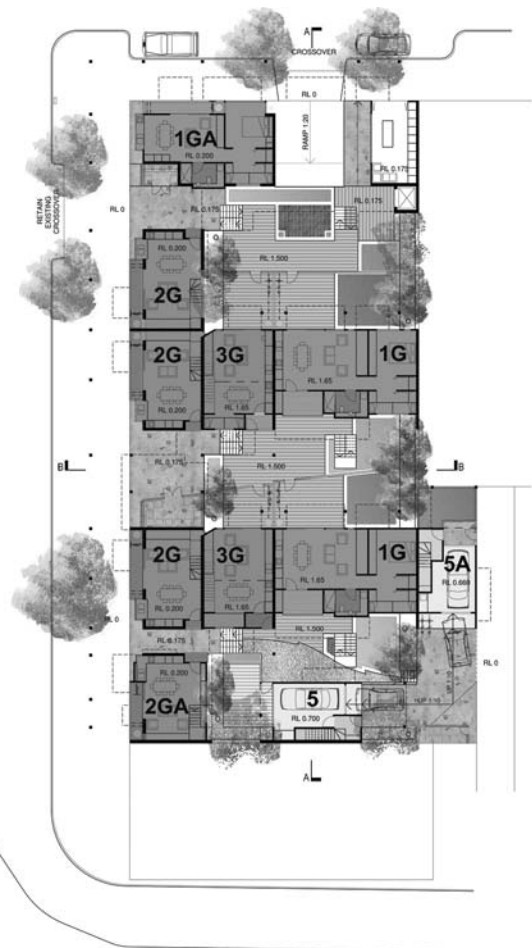 A
CROSSOVER
RL 0
RAMP 1:20
1GA
RL 0.200
RL 0.175
RETAIN
EXISTING
CROSSOVER
RL 0
RL 0.175
RL 0.175
RL 0.200
RL 1.500
2G
2G
3G
1G
RL 1.65
RL 0.200
RL 1.65
B
RL 0.175
RL 1.500
B
2G
3G
1G
5A
RL 1.65
RL 0.668
RL 0.200
RL 1.65
RL 0
RL 0.175
RL 1.500
RL 0
RL 0.200
2GA
5
RL 0.700
A